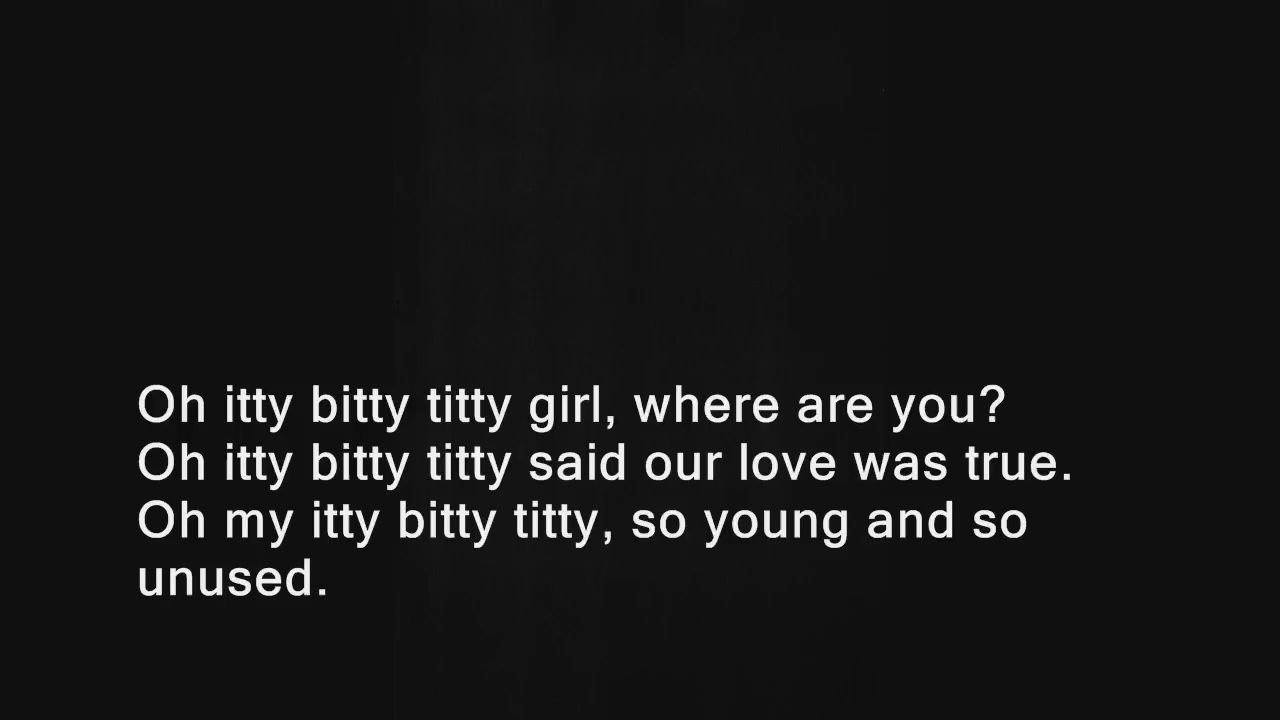 Oh itty bitty titty girl, where are you?
Oh itty bitty titty said our love was true.
Oh my itty bitty titty, so young and so
unused.